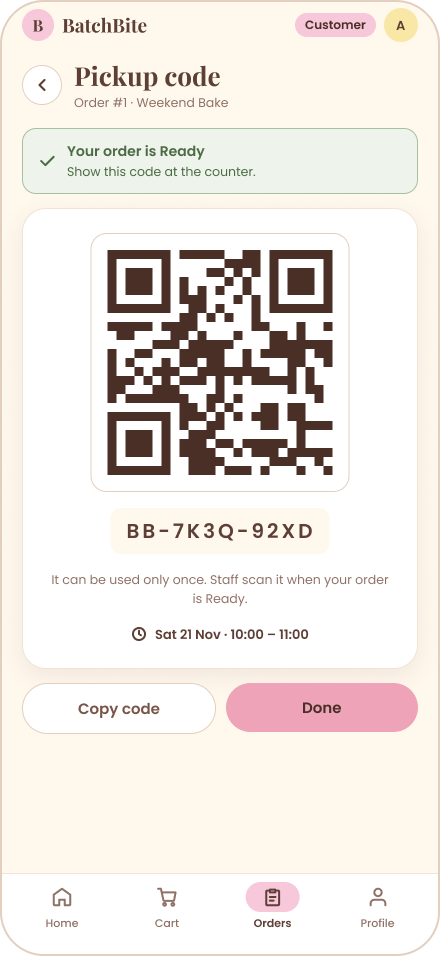 B BatchBite Customer A
Pickup code
Order #1 · Weekend Bake
Your order is Ready
Show this code at the counter.
BB-7K3Q-92XD
It can be used only once. Staff scan it when your order
is Ready.
Sat 21 Nov · 10:00 – 11:00
Copy code Done
Home Cart Orders Profile